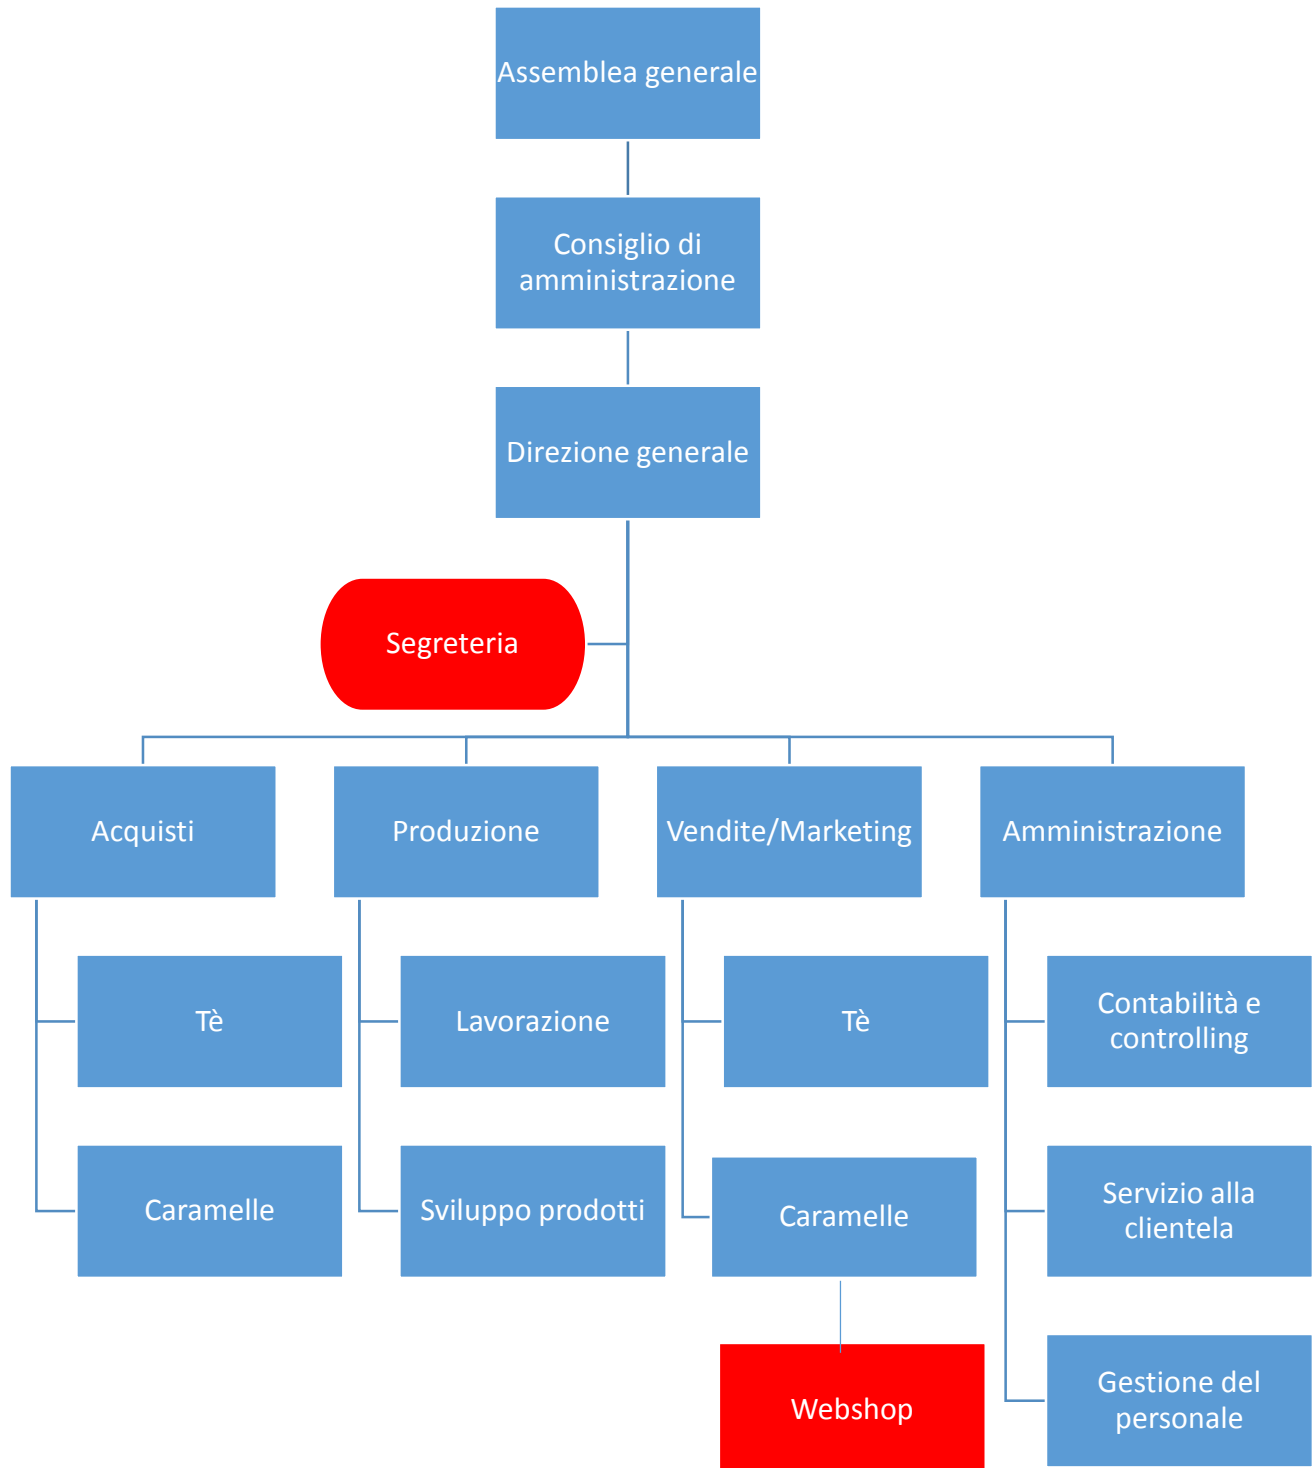 Assemblea generale
Consiglio di
amministrazione
Direzione generale
Segreteria
Acquisti
Produzione
Vendite/Marketing
Amministrazione
Tè
Lavorazione
Tè
Contabilità e
controlling
Caramelle
Sviluppo prodotti
Caramelle
Servizio alla
clientela
Webshop
Gestione del
personale